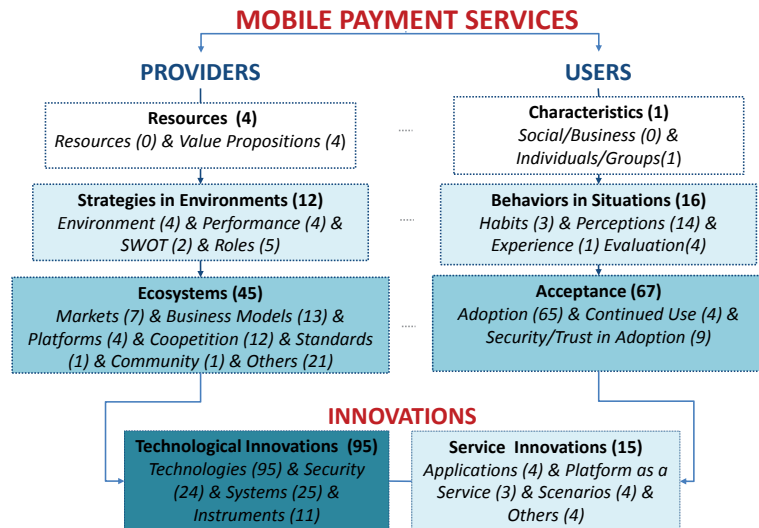 MOBILE PAYMENT SERVICES
PROVIDERS
USERS
Resources (4)
Resources (0) & Value Propositions (4)
Characteristics (1)
Social/Business (0) &
Individuals/Groups(1)
Strategies in Environments (12)
Environment (4) & Performance (4) &
SWOT (2) & Roles (5)
Behaviors in Situations (16)
Habits (3) & Perceptions (14) &
Experience (1) Evaluation(4)
Ecosystems (45)
Markets (7) & Business Models (13) &
Platforms (4) & Coopetition (12) & Standards
(1) & Community (1) & Others (21)
Acceptance (67)
Adoption (65) & Continued Use (4) &
Security/Trust in Adoption (9)
INNOVATIONS
Technological Innovations (95)
Technologies (95) & Security
(24) & Systems (25) &
Instruments (11)
Service Innovations (15)
Applications (4) & Platform as a
Service (3) & Scenarios (4) &
Others (4)